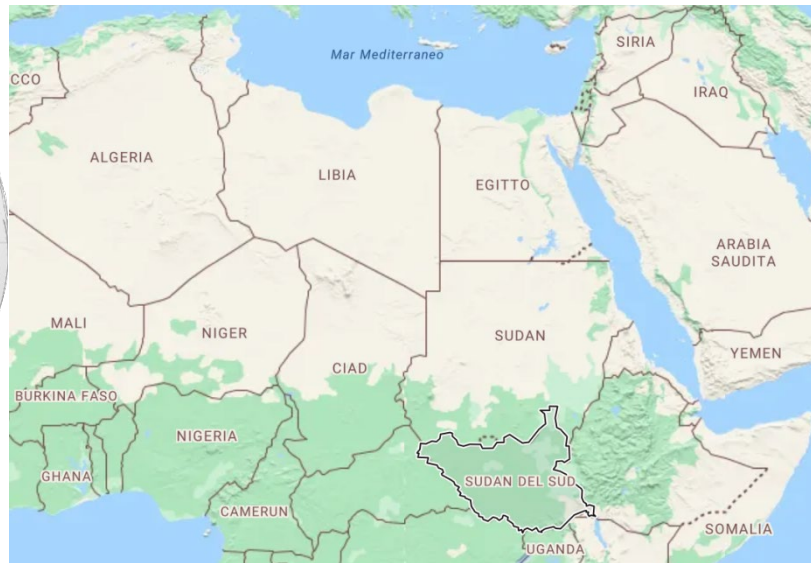 SIRIA
Mar Mediterraneo
CCO
IRAQ
ALGERIA
LIBIA
EGITTO
ARABIA
SAUDITA
MALI
NIGER
SUDAN
CIAD
YEMEN
BURKINA FASO
NIGERIA
GHANA
SUDAN DEL SUD
CAMERUN
SOMALIA
UGANDA